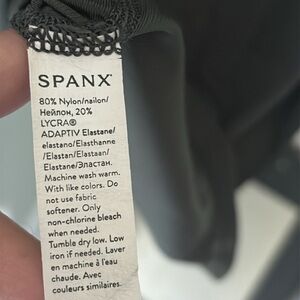 SPANX
80% Nylon/nailon/
Нейлон, 20%
LYCRA®
ADAPTIV Elastane/
elastano/Elasthanne
/Elastan/Elastaan/
Elastane/Эластан.
Machine wash warm.
With like colors. Do
not use fabric
softener. Only
non-chlorine bleach
when needed.
Tumble dry low. Low
iron if needed. Laver
en machine à l'eau
chaude. Avec
couleurs similaires.